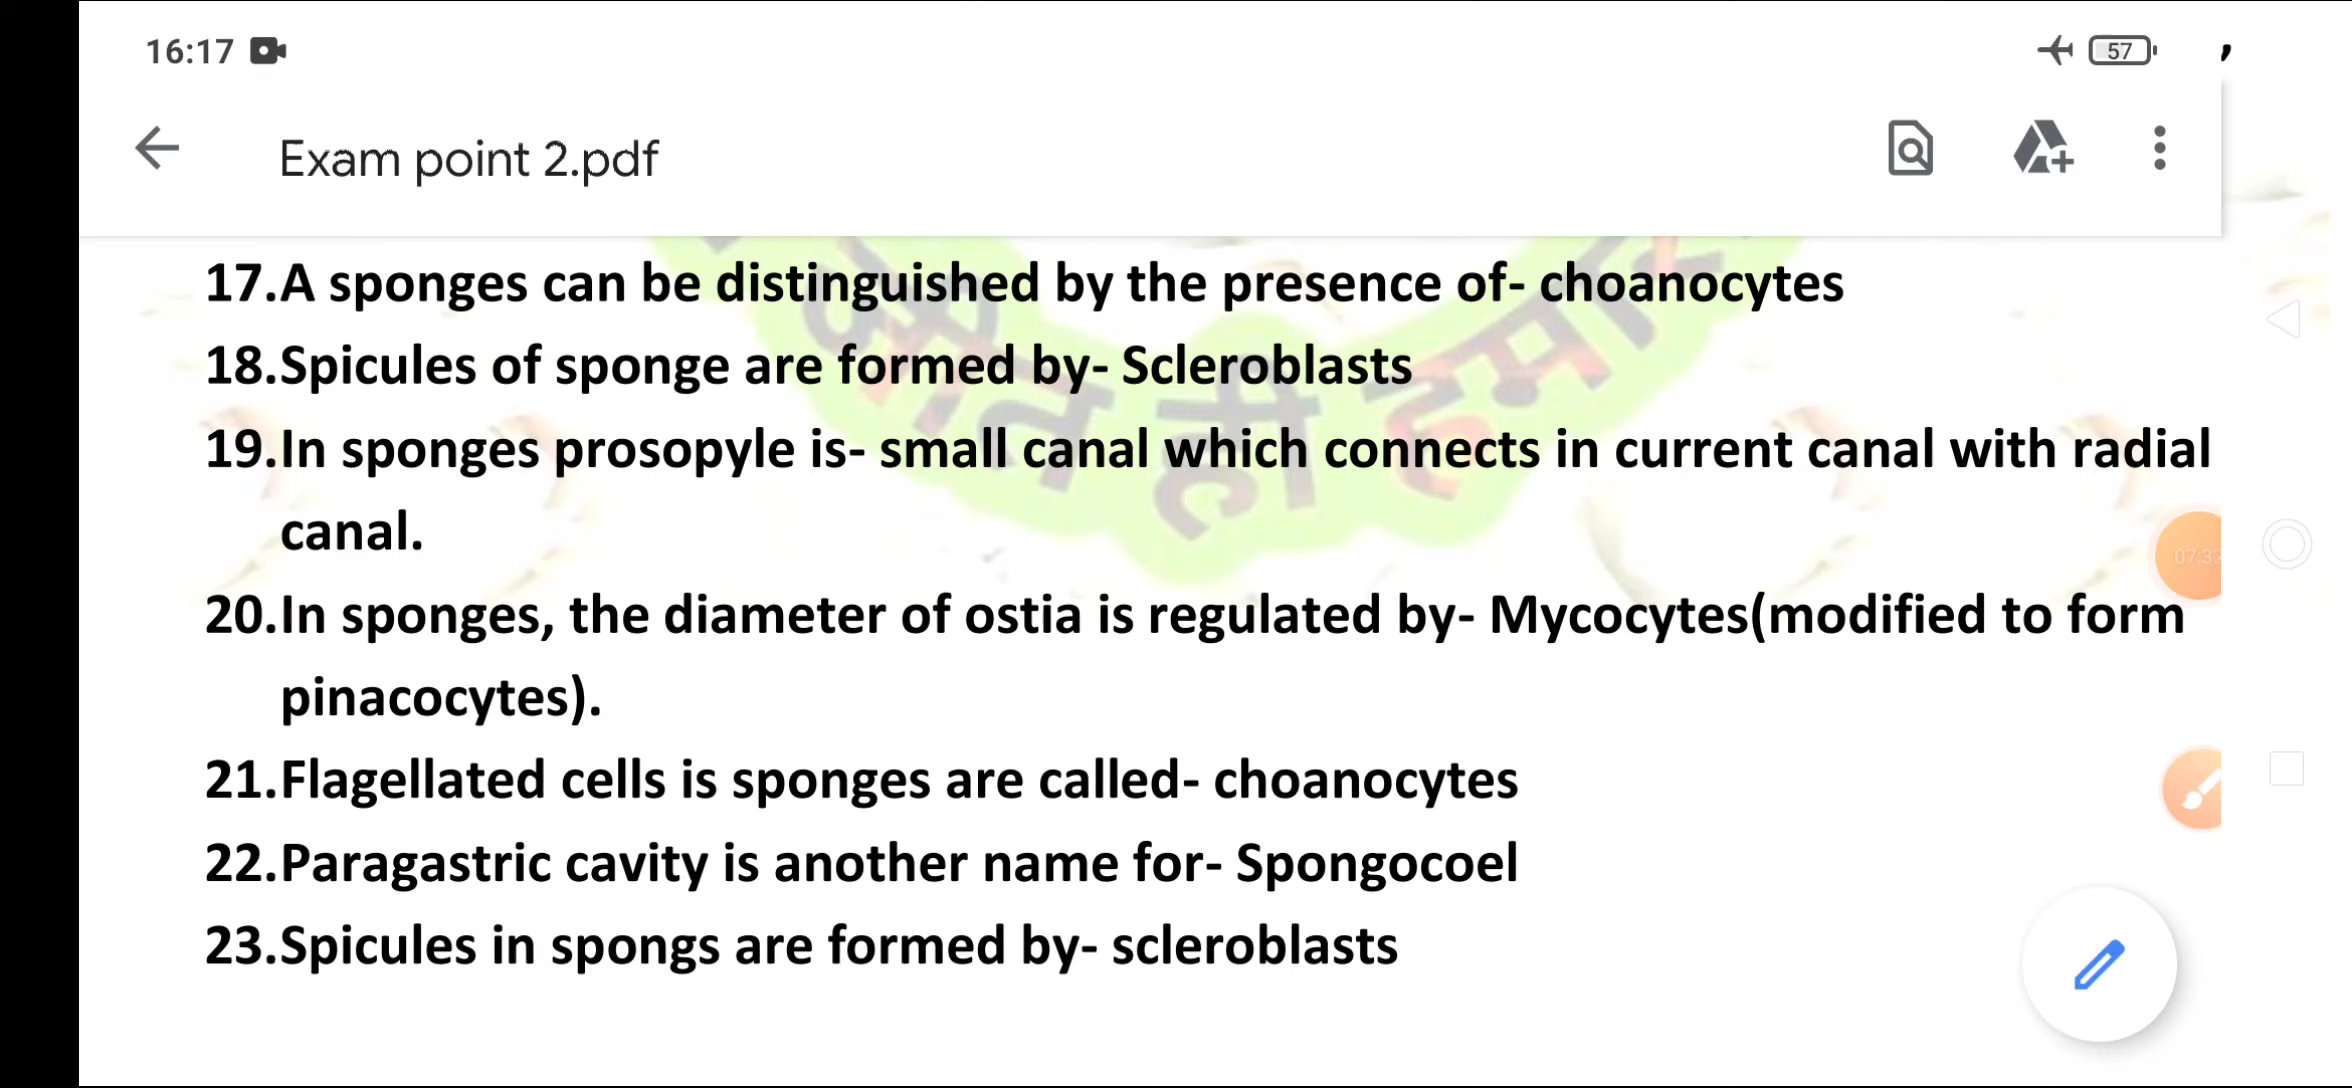 16:17
57
,
Exam point 2.pdf
जीत ही हमारी
17.A sponges can be distinguished by the presence of- choanocytes
18.Spicules of sponge are formed by- Scleroblasts
19.In sponges prosopyle is- small canal which connects in current canal with radial
canal.
07:32
20.In sponges, the diameter of ostia is regulated by- Mycocytes(modified to form
pinacocytes).
21.Flagellated cells is sponges are called- choanocytes
22.Paragastric cavity is another name for- Spongocoel
23.Spicules in spongs are formed by- scleroblasts